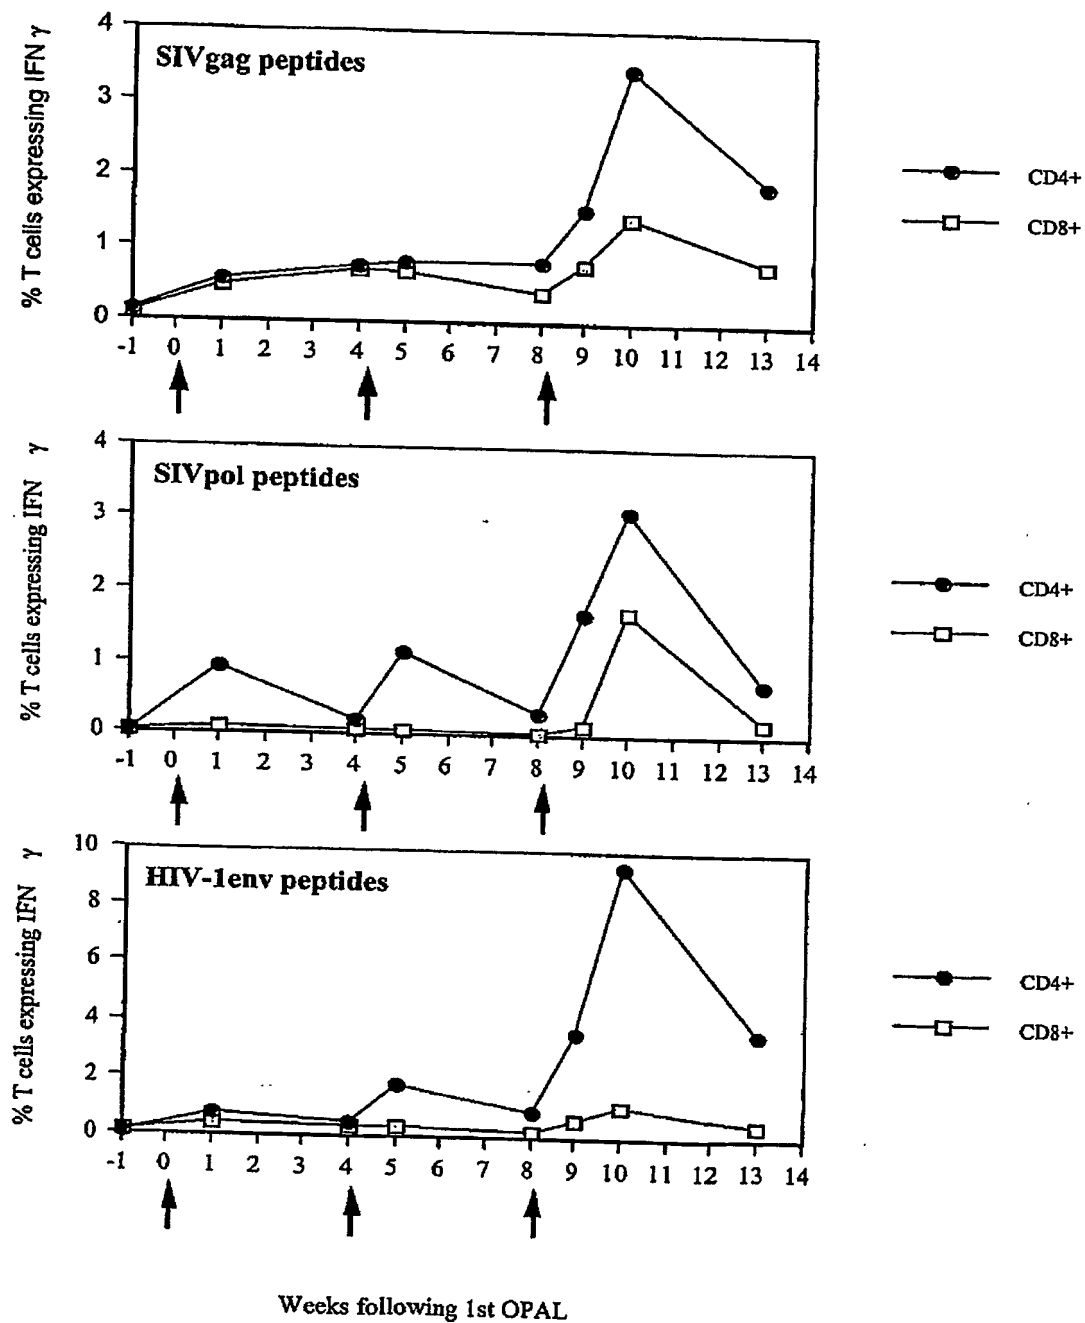 4
SIVgag peptides
3
2
1
0
% T cells expressing IFN γ
-1 0 1 2 3 4 5 6 7 8 9 10 11 12 13 14
CD4+
CD8+
4
SIVpol peptides
3
2
1
0
% T cells expressing IFN γ
-1 0 1 2 3 4 5 6 7 8 9 10 11 12 13 14
CD4+
CD8+
10
HIV-1env peptides
8
6
4
2
0
% T cells expressing IFN γ
-1 0 1 2 3 4 5 6 7 8 9 10 11 12 13 14
CD4+
CD8+
Weeks following 1st OPAL